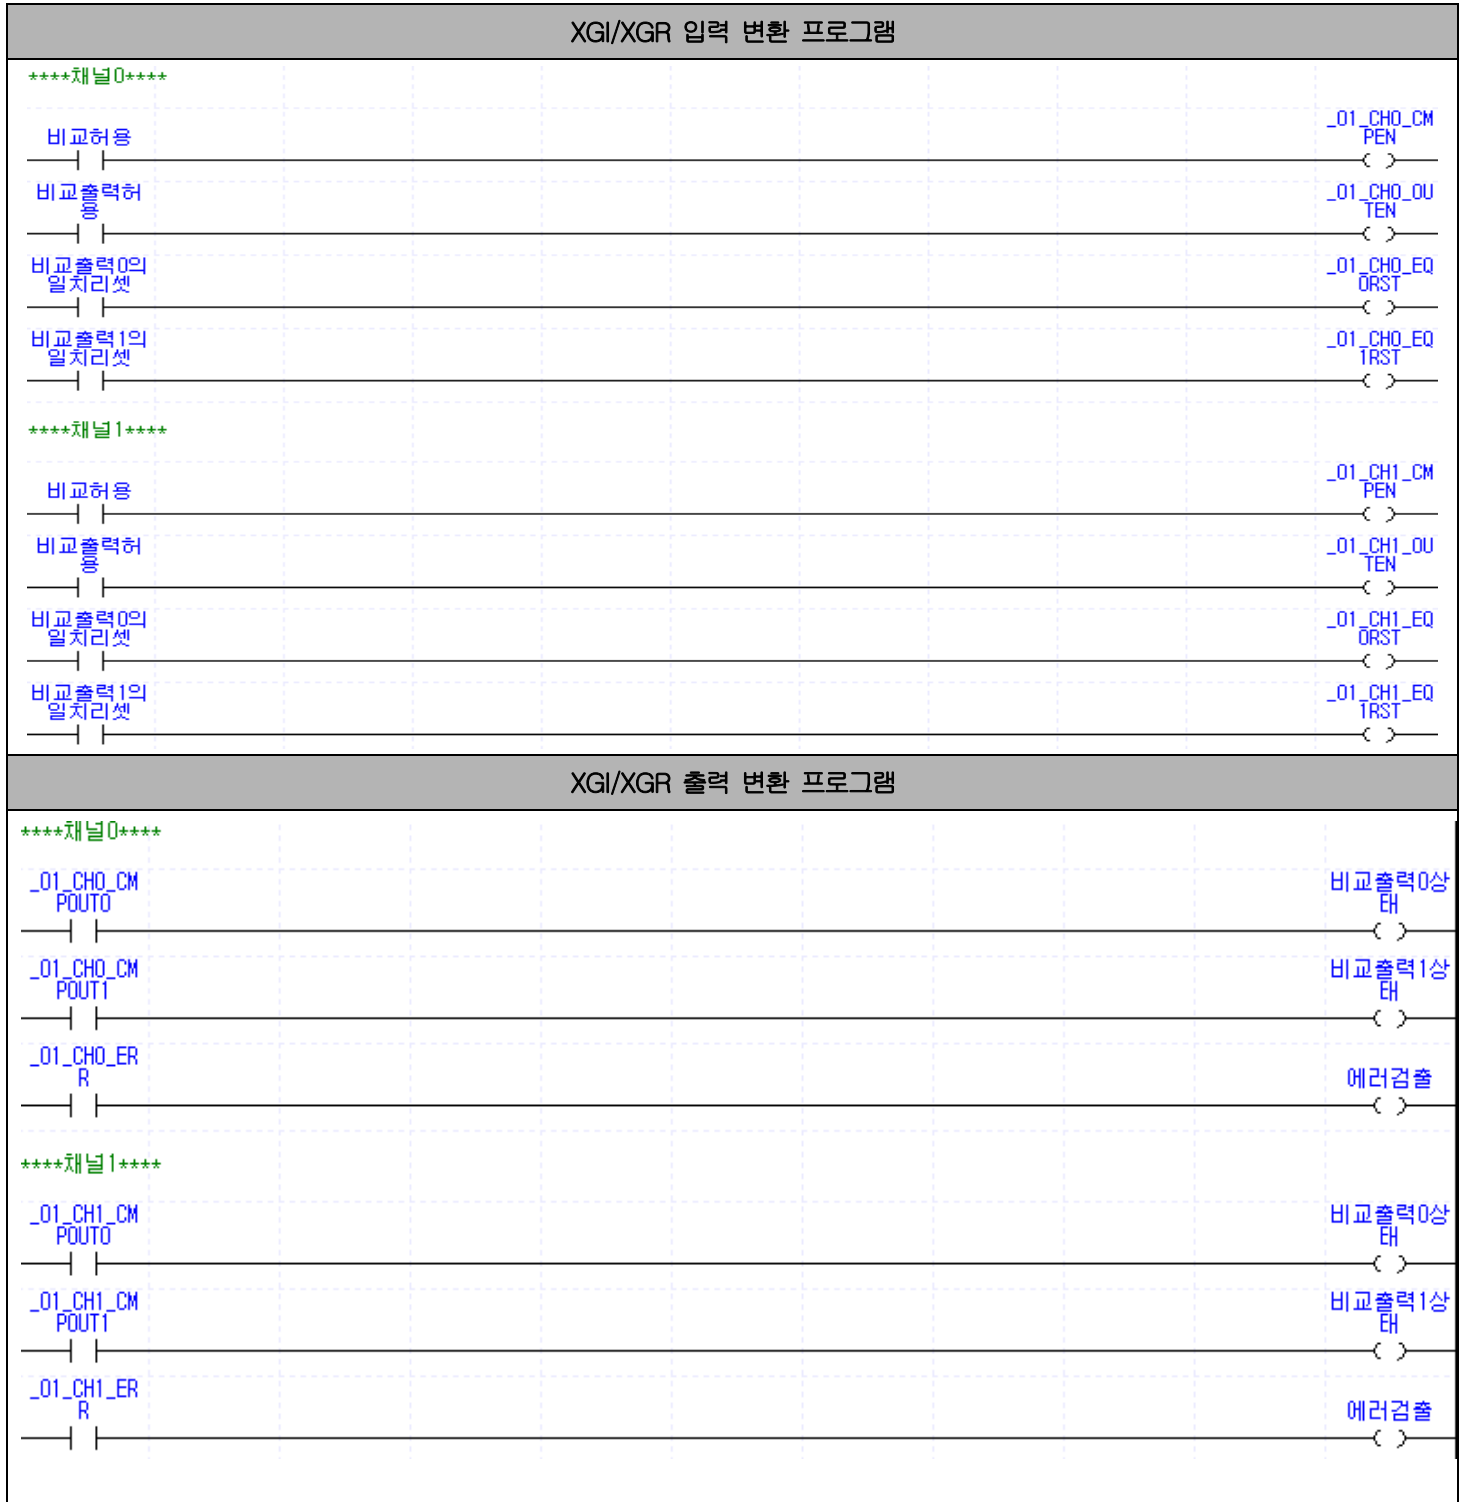 XGI/XGR 입력 변환 프로그램
****채널0****
비교허용
_01_CH0_CM
PEN
비교출력허
용
_01_CH0_OU
TEN
비교출력0의
일치리셋
_01_CH0_EQ
0RST
비교출력1의
일치리셋
_01_CH0_EQ
1RST
****채널1****
비교허용
_01_CH1_CM
PEN
비교출력허
용
_01_CH1_OU
TEN
비교출력0의
일치리셋
_01_CH1_EQ
0RST
비교출력1의
일치리셋
_01_CH1_EQ
1RST
XGI/XGR 출력 변환 프로그램
****채널0****
_01_CH0_CM
POUT0
비교출력0상
태
_01_CH0_CM
POUT1
비교출력1상
태
_01_CH0_ER
R
에러검출
****채널1****
_01_CH1_CM
POUT0
비교출력0상
태
_01_CH1_CM
POUT1
비교출력1상
태
_01_CH1_ER
R
에러검출